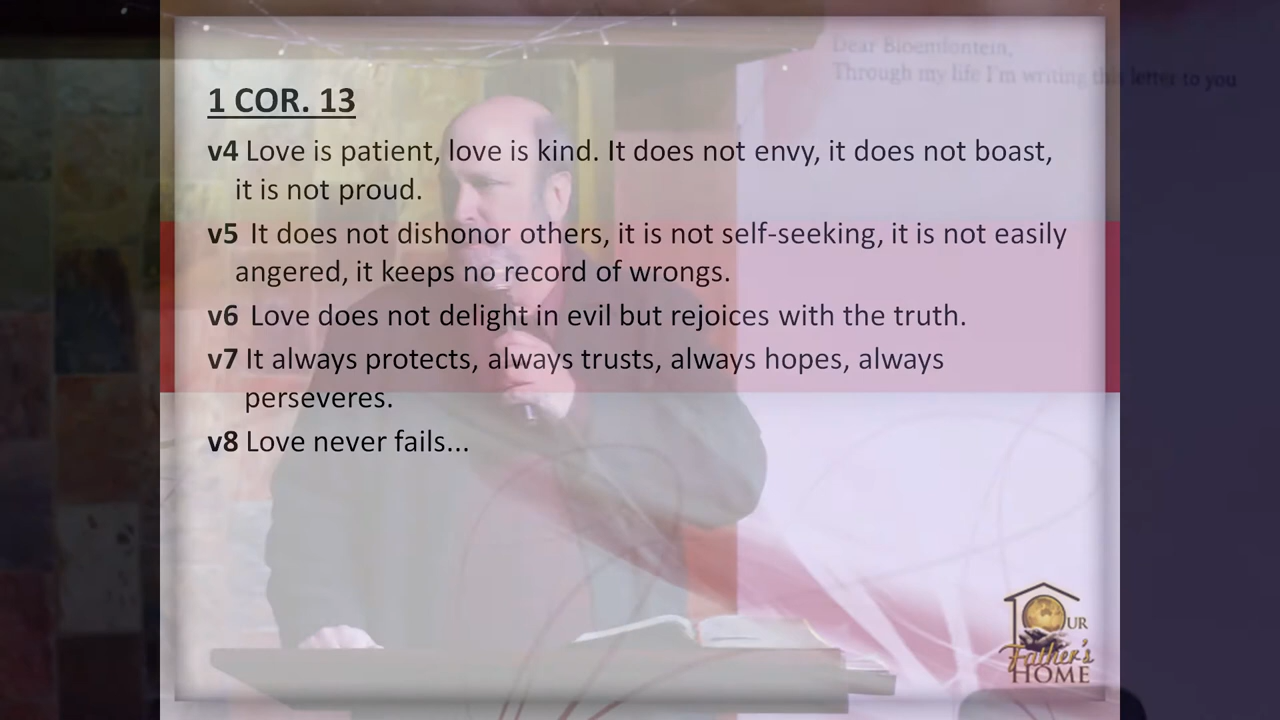 Dear Bloemfontein,
Through my life I'm writing this letter to you
1 COR. 13
v4 Love is patient, love is kind. It does not envy, it does not boast,
it is not proud.
v5 It does not dishonor others, it is not self-seeking, it is not easily
angered, it keeps no record of wrongs.
v6 Love does not delight in evil but rejoices with the truth.
v7 It always protects, always trusts, always hopes, always
perseveres.
v8 Love never fails...
OUR
Father's
HOME